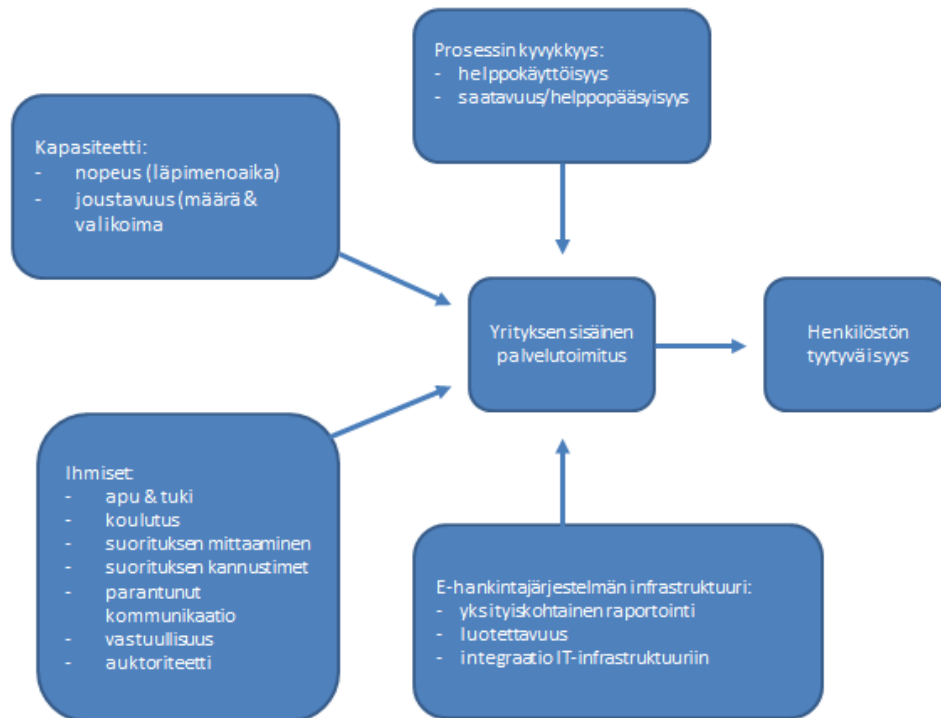 Prosessin kyvykkyys:
- helppokäyttöisyys
- saatavuus/helppopääsyisyys
Kapasiteetti:
- nopeus (läpimenoaika)
- joustavuus (määrä &
valikoima
Yrityksen sisäinen
palvelutoimitus
Henkilöstön
tyytyväisyys
Ihmiset:
- apu & tuki
- koulutus
- suorituksen mittaaminen
- suorituksen kannustimet
- parantunut
kommunikaatio
- vastuullisuus
- auktoriteetti
E-hankintajärjestelmän infrastruktuuri:
- yksityiskohtainen raportointi
- luotettavuus
- integraatio IT-infrastruktuuriin